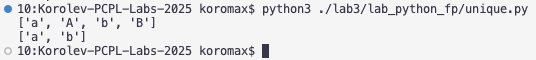 10:Korolev-PCPL-Labs-2025 koromax$ python3 ./lab3/lab_python_fp/unique.py
['a', 'A', 'b', 'B']
['a', 'b']
10:Korolev-PCPL-Labs-2025 koromax$